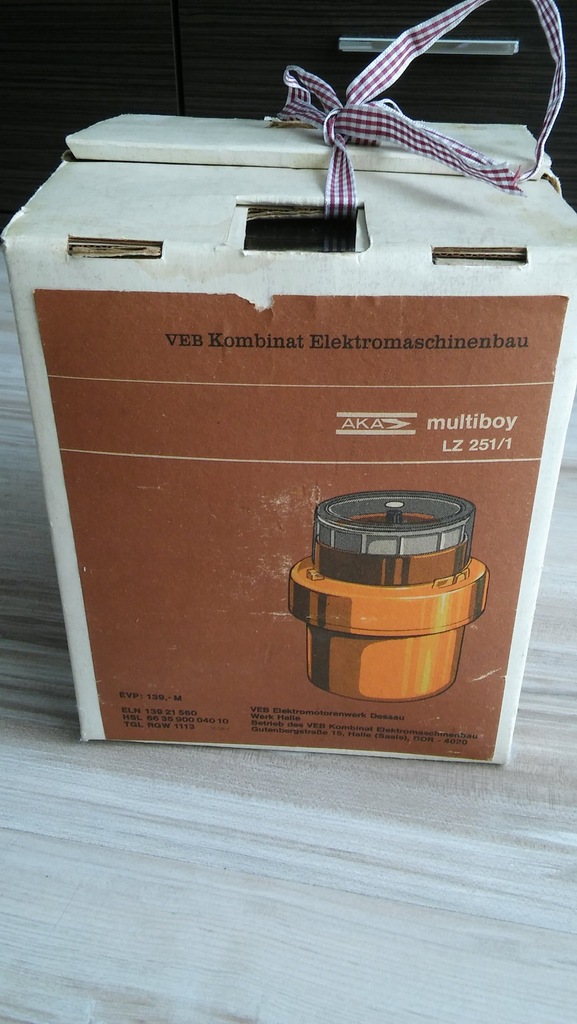 VEB Kombinat Elektromaschinenbau
AKA multiboy
LZ 251/1
EVP: 139,- M
ELN 139 21 560
HSL 66 35 900 040 10
TGL RGW 1113
VEB Elektromotorenwerk Dessau
Werk Halle
Betrieb des VEB Kombinat Elektromaschinenbau
Gutenbergstraße 15, Halle (Saale), DDR - 4020